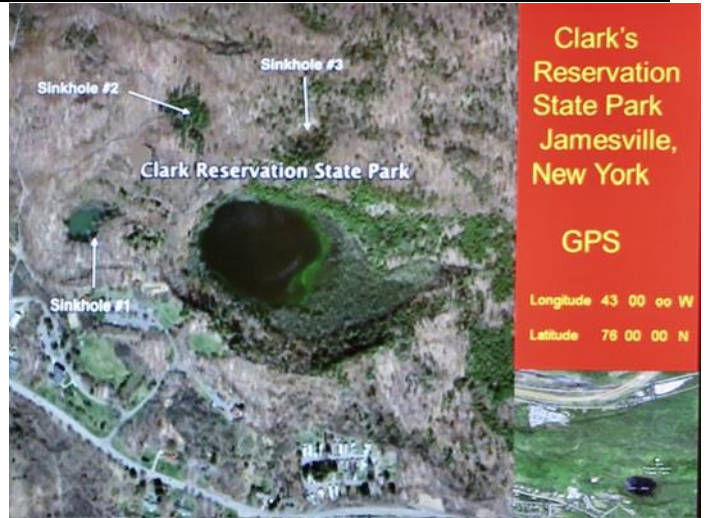 Sinkhole #3
Sinkhole #2
Clark Reservation State Park
Sinkhole #1
Clark's
Reservation
State Park
Jamesville,
New York
GPS
Longitude 43 00 oo W
Latitude 76 00 00 N